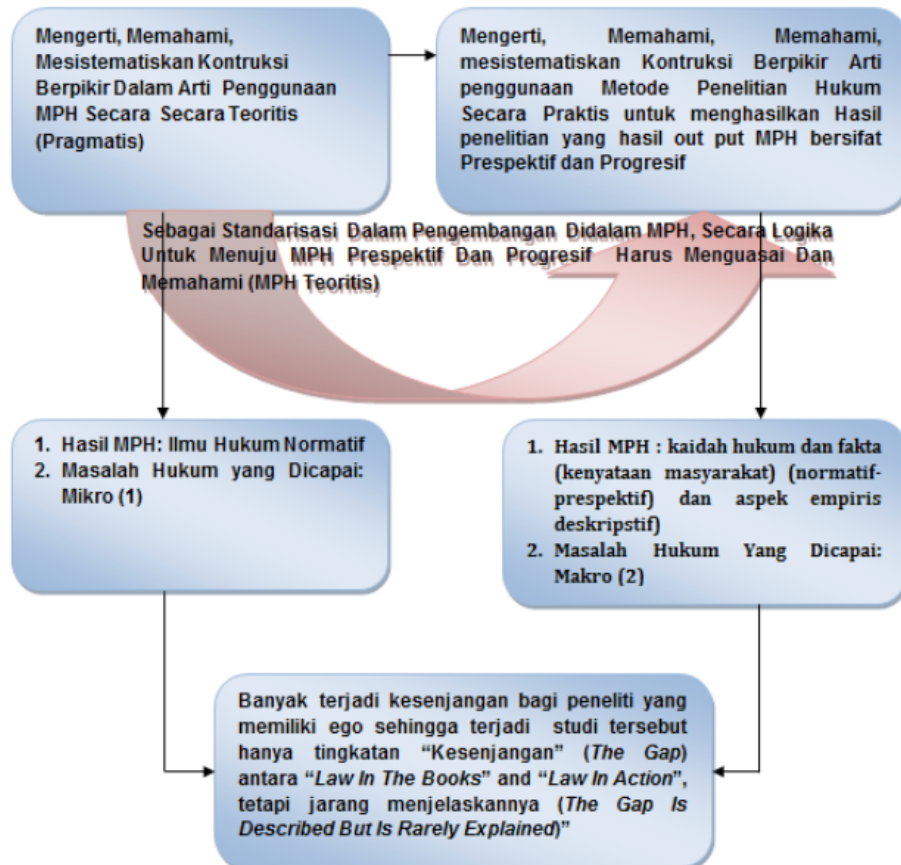 Mengerti, Memahami,
Mesistematiskan Kontruksi
Berpikir Dalam Arti Penggunaan
MPH Secara Secara Teoritis
(Pragmatis)
Mengerti, Memahami, Memahami,
mesistematiskan Kontruksi Berpikir Arti
penggunaan Metode Penelitian Hukum
Secara Praktis untuk menghasilkan Hasil
penelitian yang hasil out put MPH bersifat
Prespektif dan Progresif
Sebagai Standarisasi Dalam Pengembangan Didalam MPH, Secara Logika
Untuk Menuju MPH Prespektif Dan Progresif Harus Menguasai Dan
Memahami (MPH Teoritis)
1. Hasil MPH: Ilmu Hukum Normatif
2. Masalah Hukum yang Dicapai:
Mikro (1)
1. Hasil MPH : kaidah hukum dan fakta
(kenyataan masyarakat) (normatif-
prespektif) dan aspek empiris
deskripstif)
2. Masalah Hukum Yang Dicapai:
Makro (2)
Banyak terjadi kesenjangan bagi peneliti yang
memiliki ego sehingga terjadi studi tersebut
hanya tingkatan “Kesenjangan” (The Gap)
antara “Law In The Books” and “Law In Action”,
tetapi jarang menjelaskannya (The Gap Is
Described But Is Rarely Explained)”